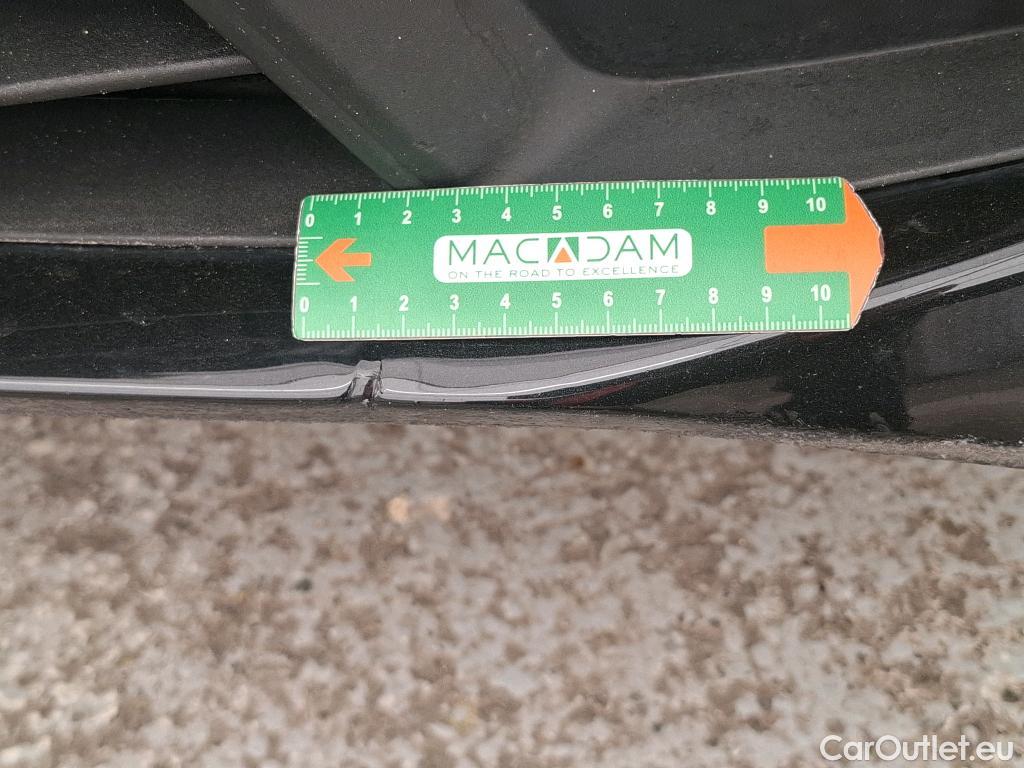 0 1 2 3 4 5 6 7 8 9 10
MACADAM
ON THE ROAD TO EXCELLENCE
0 1 2 3 4 5 6 7 8 9 10
CarOutlet.eu